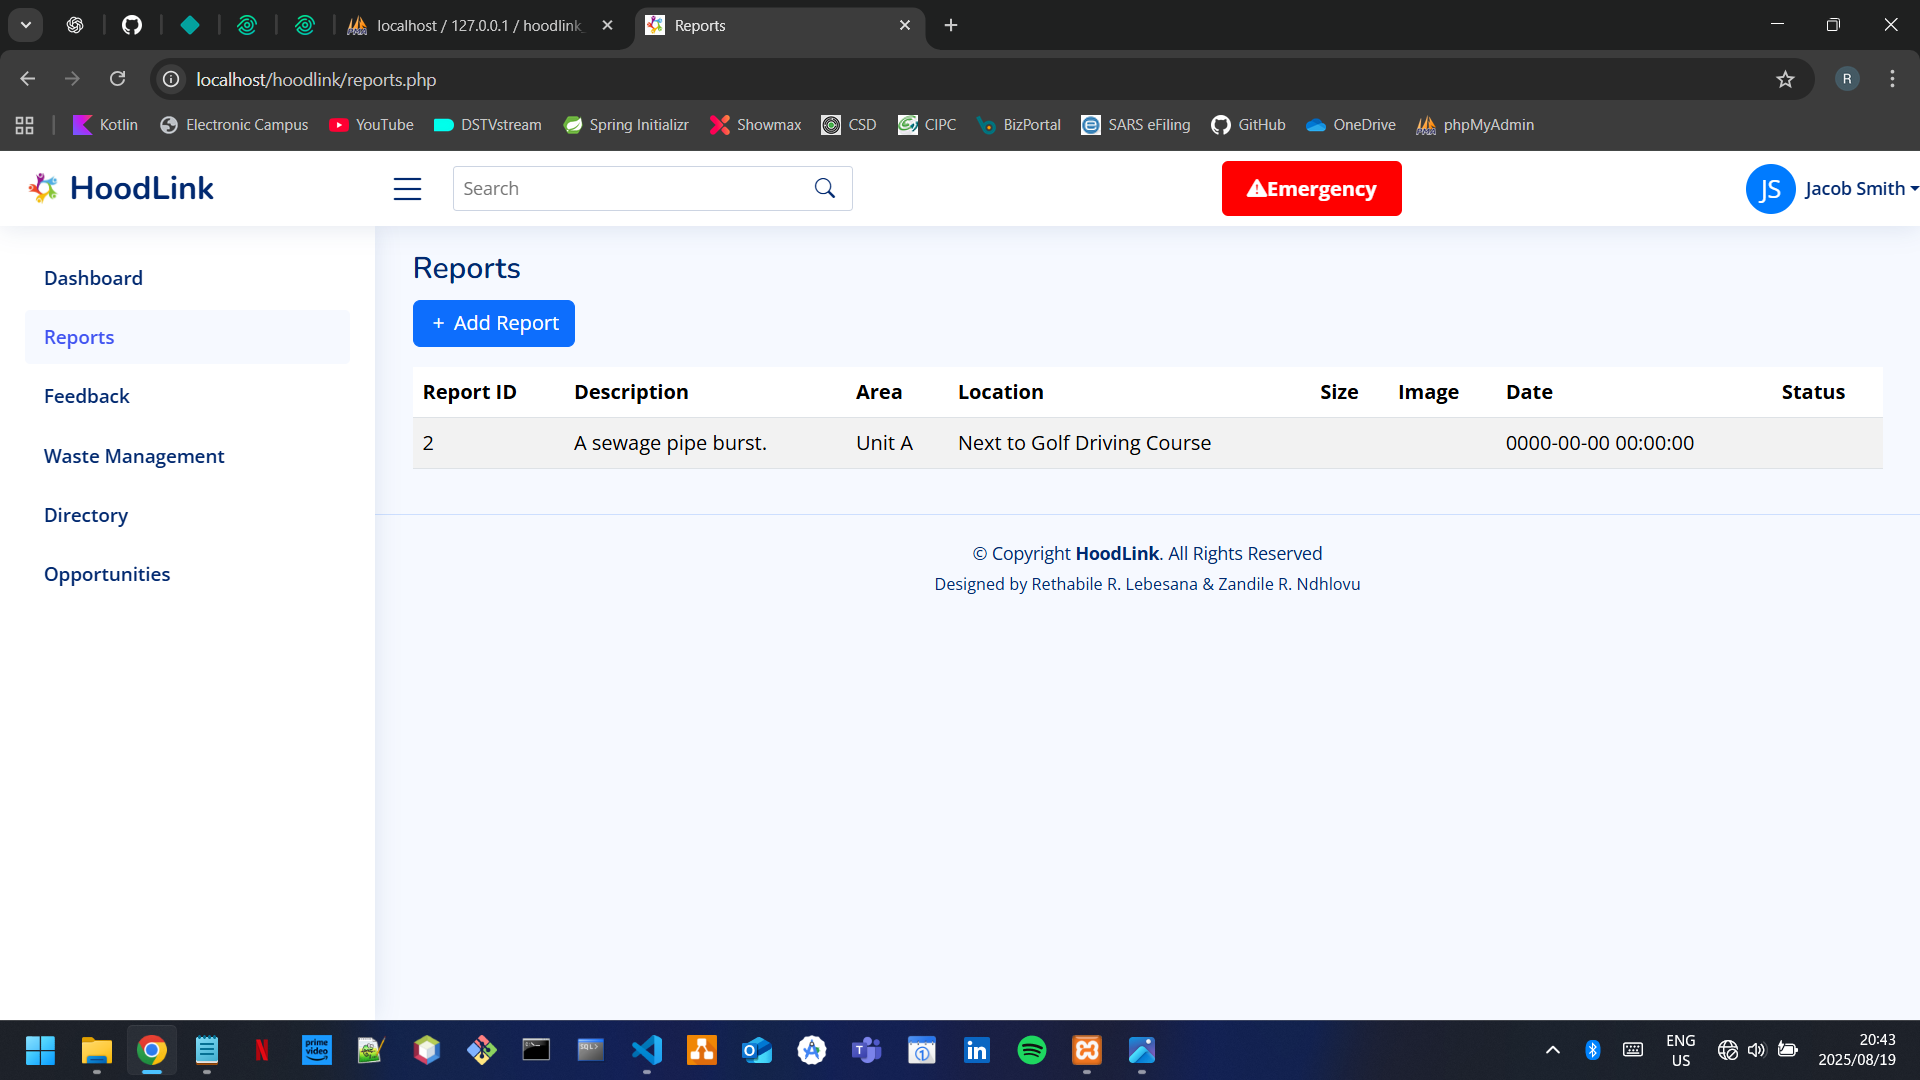 localhost / 127.0.0.1 / hoodlink_
Reports
localhost/hoodlink/reports.php
R
Kotlin
Electronic Campus
YouTube
DSTVstream
Spring Initializr
Showmax
CSD
CIPC
BizPortal
SARS eFiling
GitHub
OneDrive
phpMyAdmin
HoodLink
Search
Emergency
JS
Jacob Smith
Dashboard
Reports
Feedback
Waste Management
Directory
Opportunities
Reports
+ Add Report
Report ID Description Area Location Size Image Date Status
2 A sewage pipe burst. Unit A Next to Golf Driving Course 0000-00-00 00:00:00
© Copyright HoodLink. All Rights Reserved
Designed by Rethabile R. Lebesana & Zandile R. Ndhlovu
prime video
ENG
US
20:43
2025/08/19